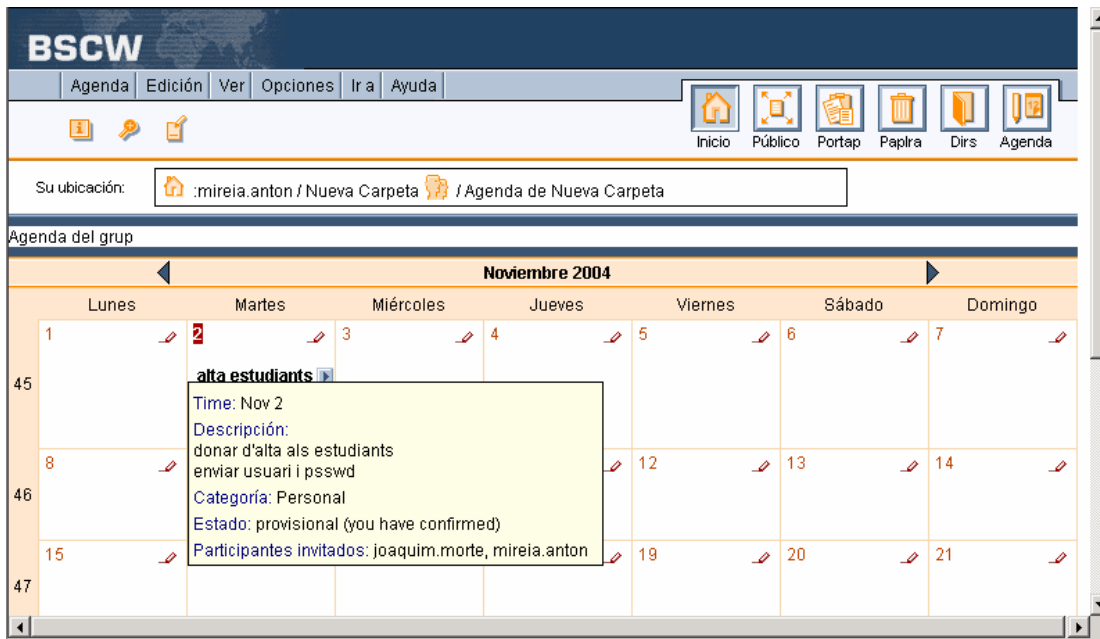 BSCW
Agenda Edición Ver Opciones Ir a Ayuda
Inicio Público Portap Paplra Dirs Agenda
Su ubicación: :mireia.anton / Nueva Carpeta / Agenda de Nueva Carpeta
Agenda del grup
Noviembre 2004
Lunes Martes Miércoles Jueves Viernes Sábado Domingo
45 1 2 3 4 5 6 7
alta estudiants
Time: Nov 2
Descripción:
donar d'alta als estudiants
enviar usuari i psswd
Categoría: Personal
Estado: provisional (you have confirmed)
Participantes invitados: joaquim.morte, mireia.anton
46 8 12 13 14
47 15 19 20 21